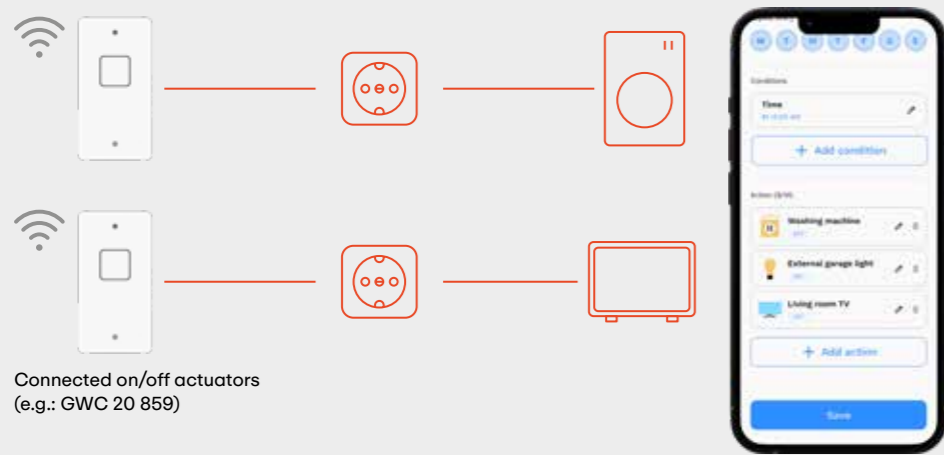 M T W T F S S
Conditions
Time
+ Add condition
Washing machine
External garage light
Living room TV
+ Add action
Save
Connected on/off actuators
(e.g.: GWC 20 859)